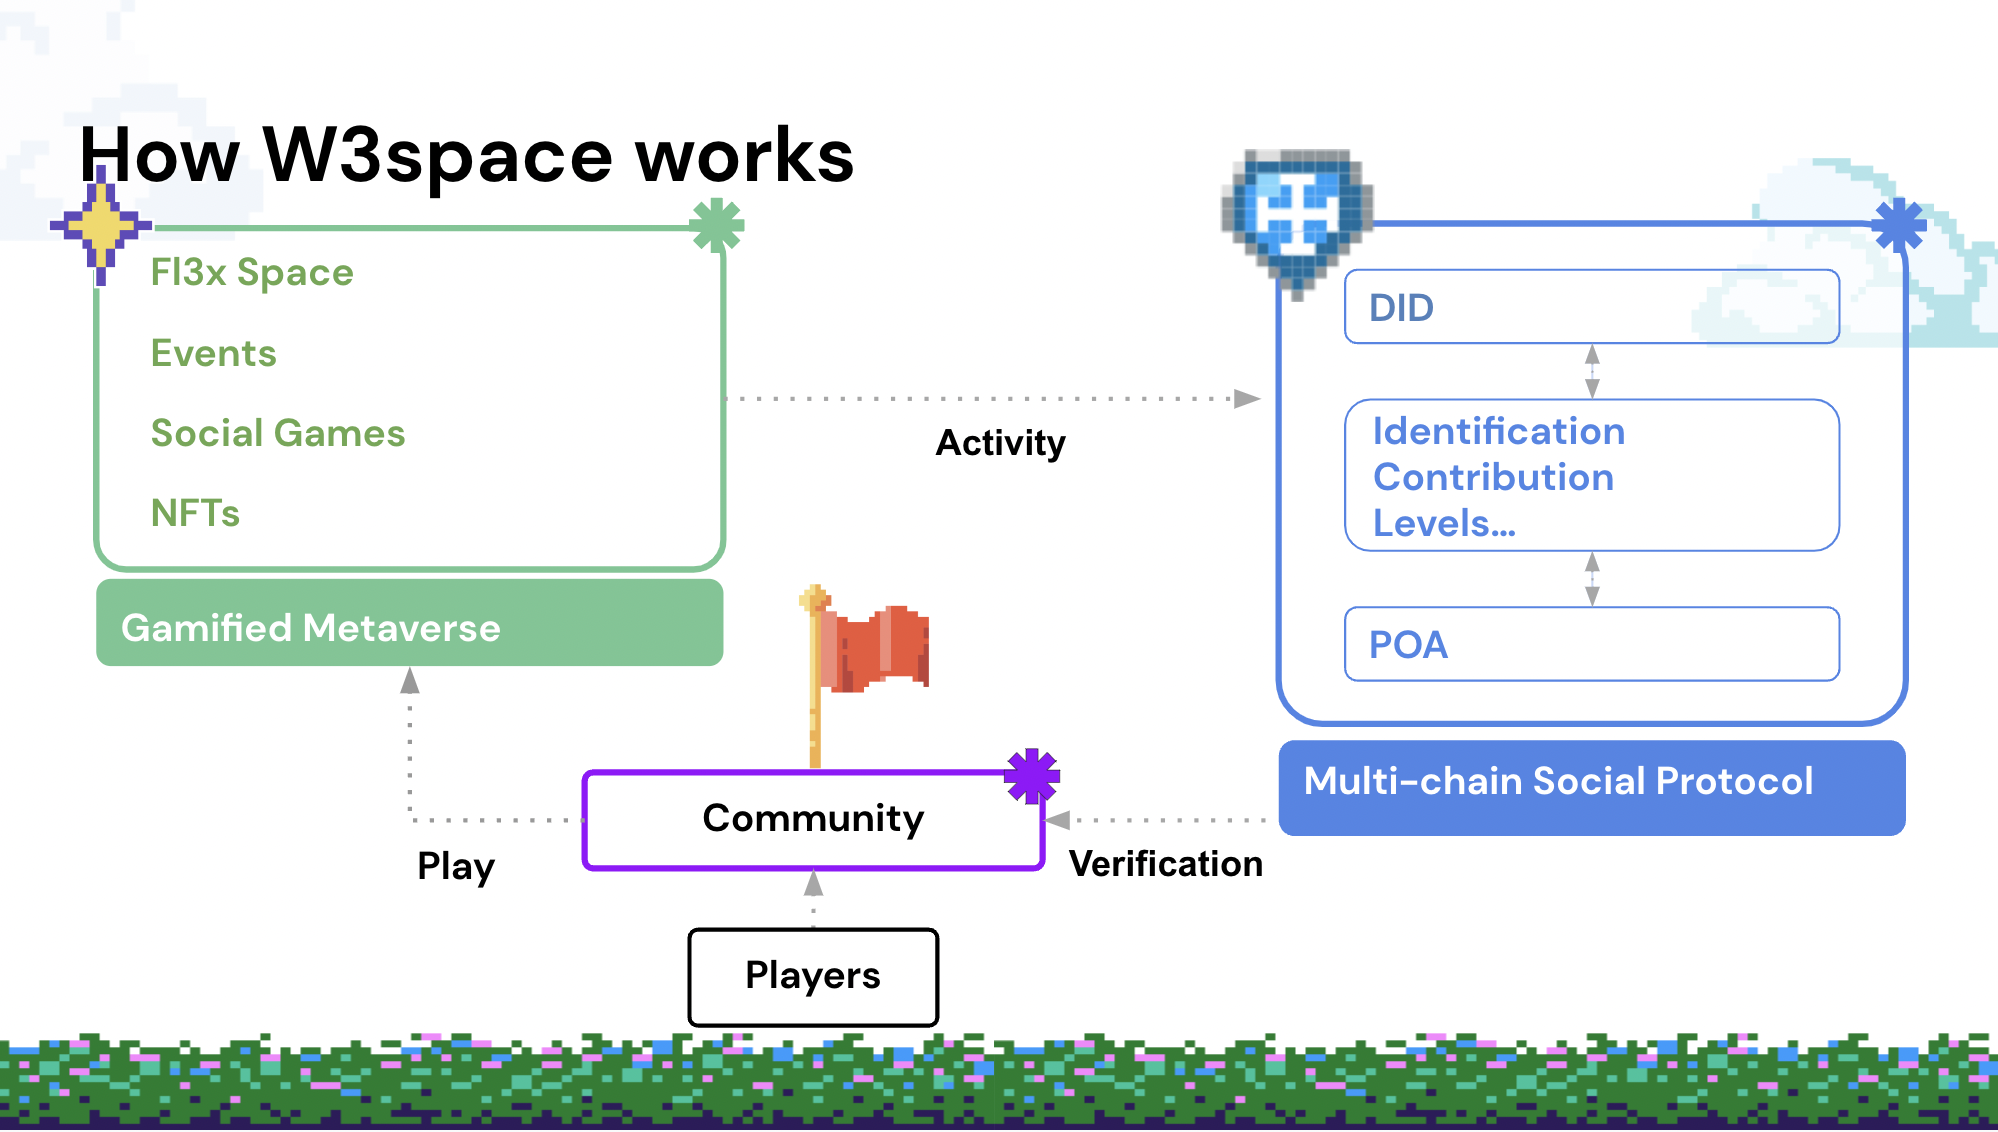 How W3space works
Fl3x Space
Events
Social Games
NFTs
Gamified Metaverse
Activity
DID
Identification
Contribution
Levels...
POA
Multi-chain Social Protocol
Community
Play
Verification
Players